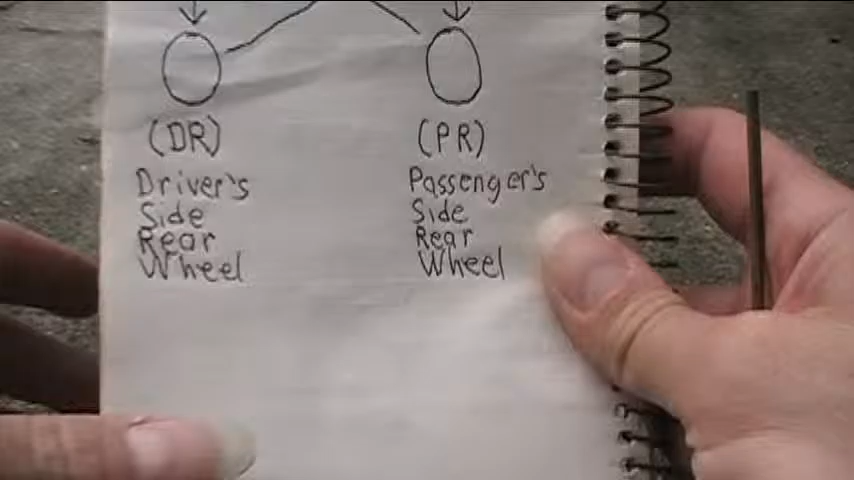 (DR) (PR)
Driver's Passenger's
Side Side
Rear Rear
Wheel Wheel